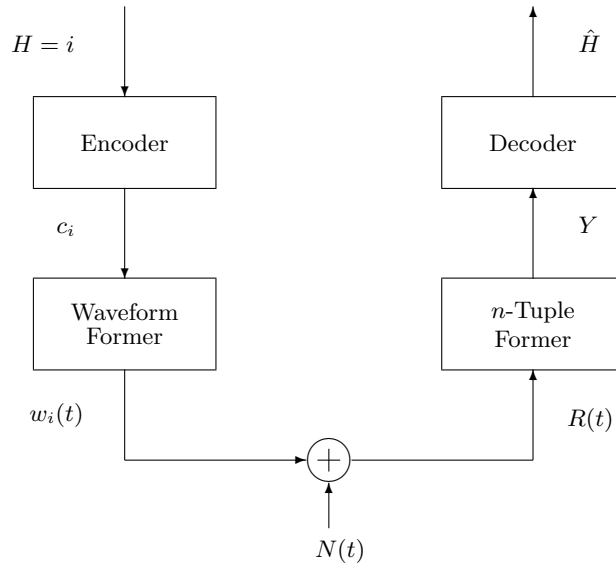 H = i
Ĥ
Encoder
Decoder
c_i
Y
Waveform
Former
n-Tuple
Former
w_i(t)
R(t)
N(t)